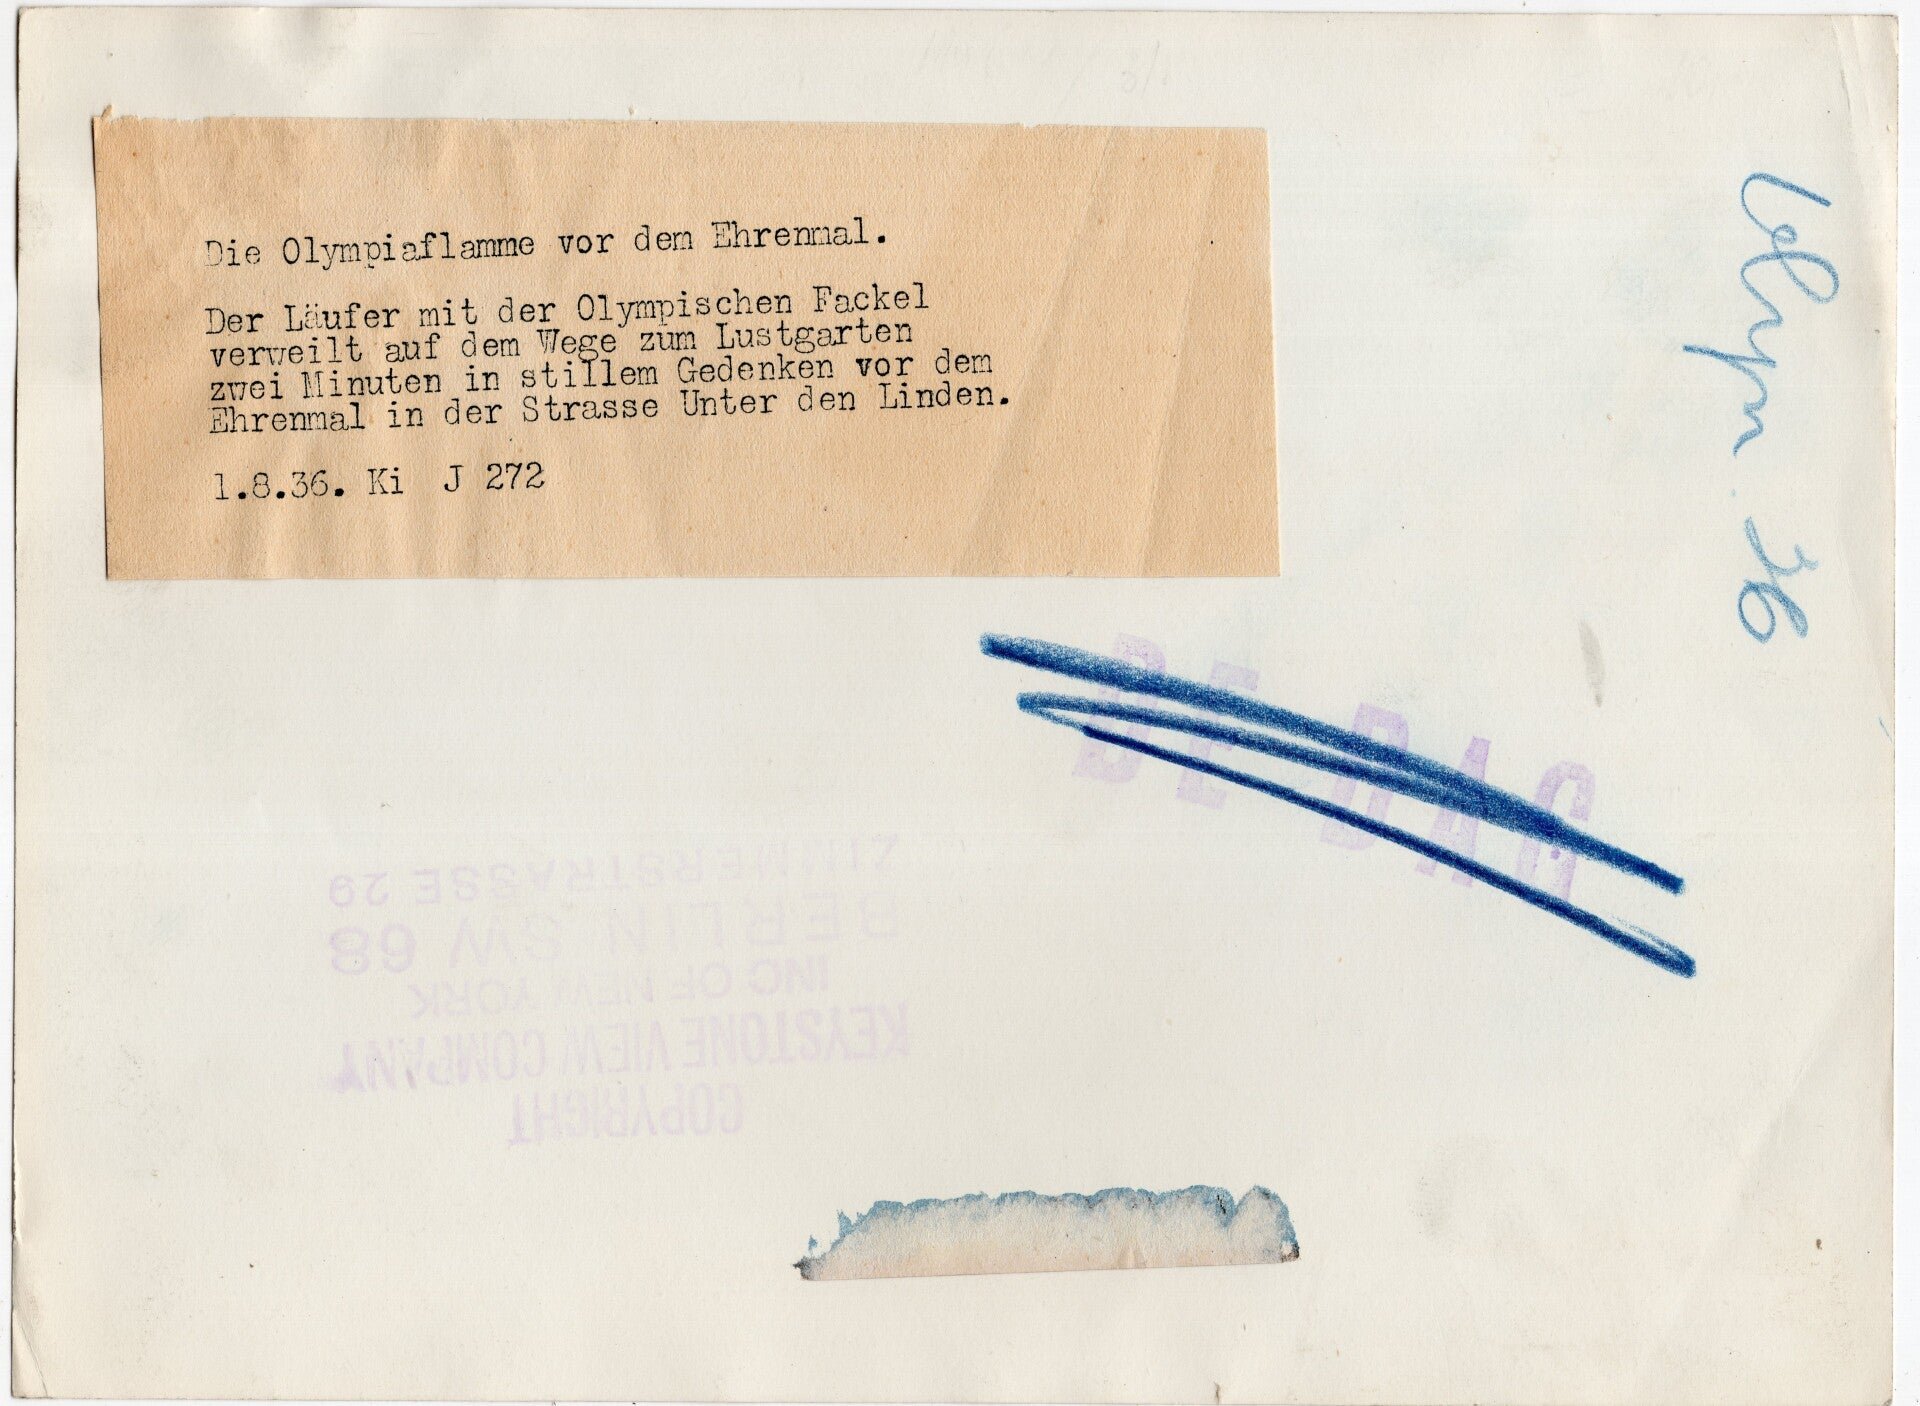 Die Olympiaflamme vor dem Ehrenmal.
Der Läufer mit der Olympischen Fackel
verweilt auf dem Wege zum Lustgarten
zwei Minuten in stillem Gedenken vor dem
Ehrenmal in der Strasse Unter den Linden.
1.8.36. Ki J 272
Olymp. 36
COPYRIGHT
KEYSTONE VIEW COMPANY
INC OF NEW YORK
BERLIN SW 68
ZIMMERSTRASSE 29